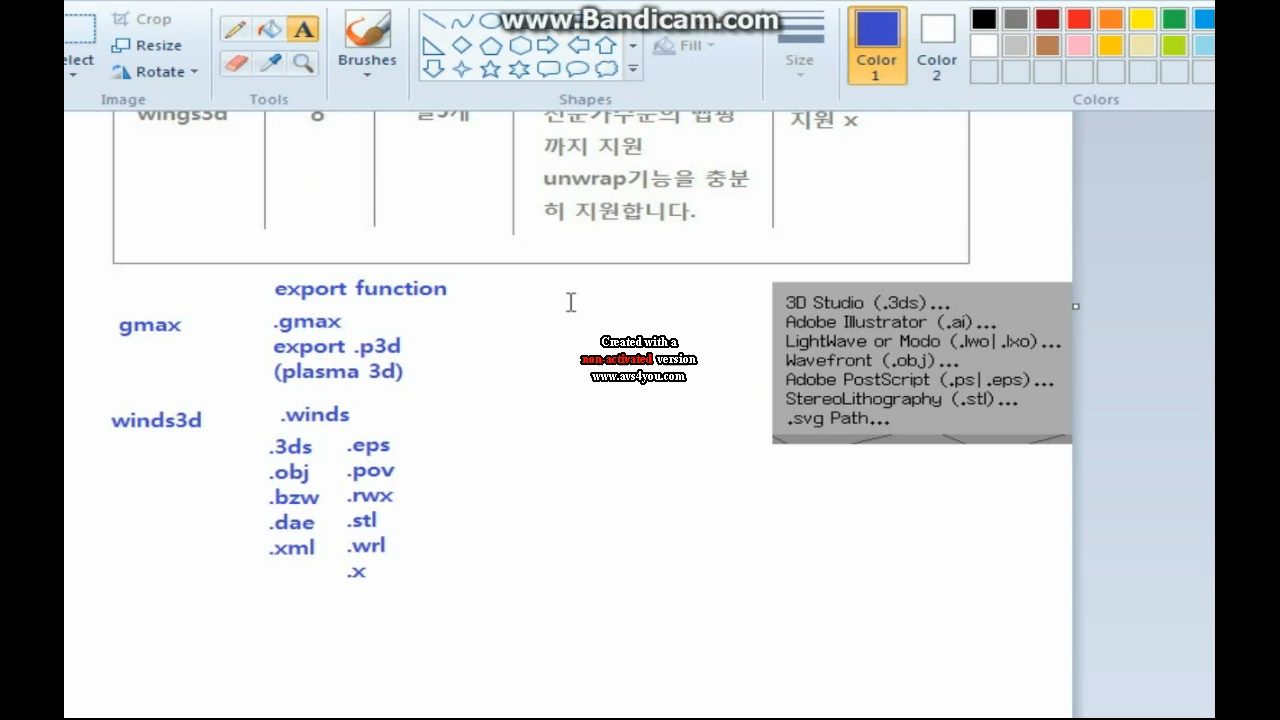 www.Bandicam.com
Crop
Resize
Rotate
Image
Tools
Brushes
Shapes
Fill
Size
Color 1
Color 2
Colors
wings3d
까지 지원
unwrap기능을 충분
히 지원합니다.
지원 x
export function
gmax
.gmax
export .p3d
(plasma 3d)
winds3d
.winds
.3ds .eps
.obj .pov
.bzw .rwx
.dae .stl
.xml .wrl
.x
Created with a
non-activated version
www.avs4you.com
3D Studio (.3ds)...
Adobe Illustrator (.ai)...
LightWave or Modo (.lwo|.lxo)...
Wavefront (.obj)...
Adobe PostScript (.ps|.eps)...
StereoLithography (.stl)...
.svg Path...